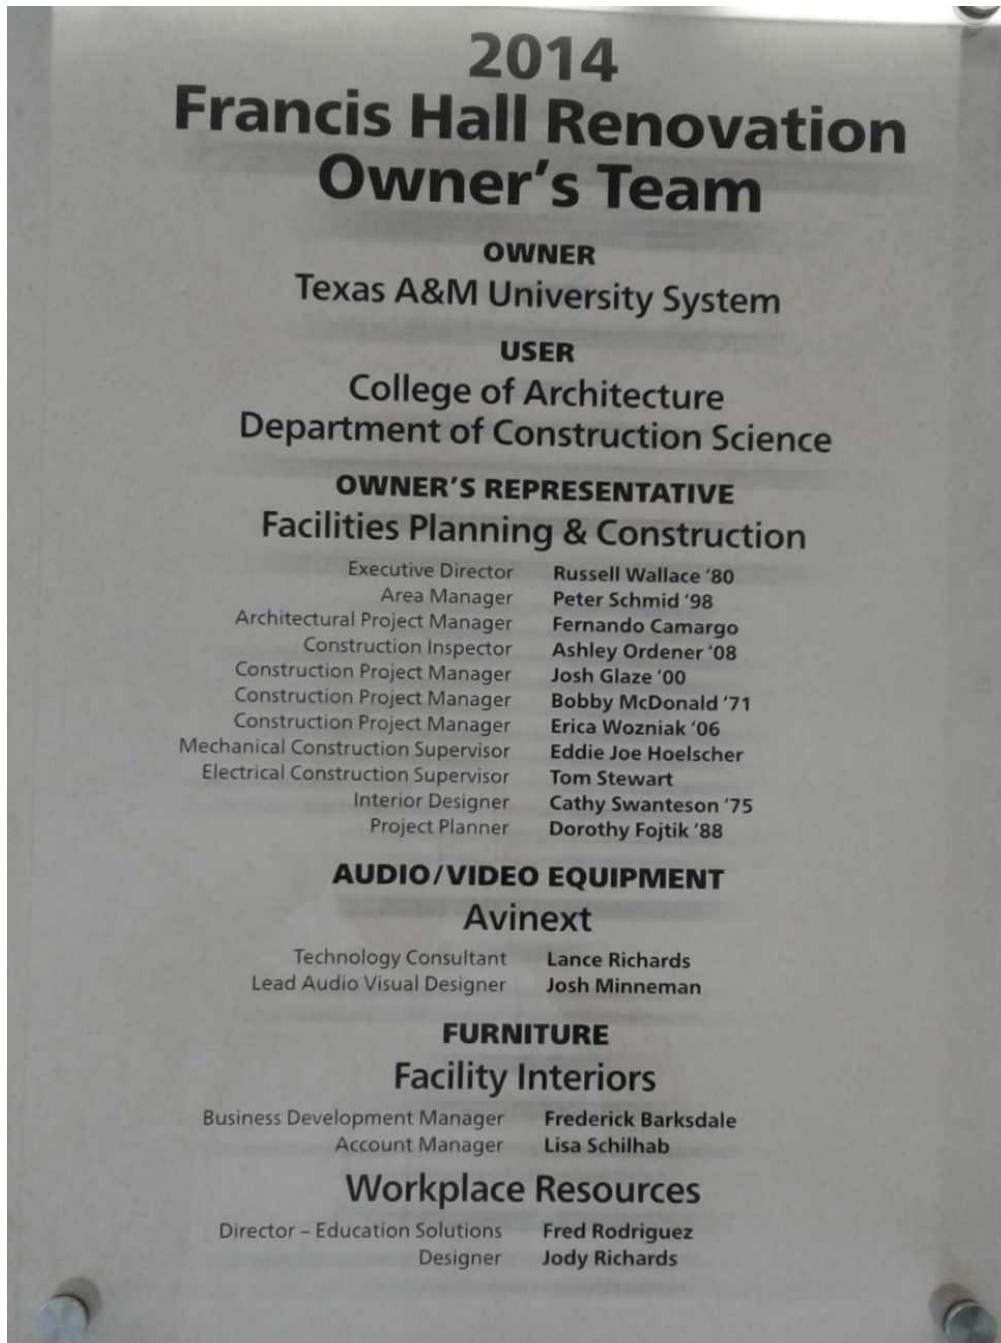 2014
Francis Hall Renovation
Owner's Team
OWNER
Texas A&M University System
USER
College of Architecture
Department of Construction Science
OWNER'S REPRESENTATIVE
Facilities Planning & Construction
Executive Director Russell Wallace '80
Area Manager Peter Schmid '98
Architectural Project Manager Fernando Camargo
Construction Inspector Ashley Ordener '08
Construction Project Manager Josh Glaze '00
Construction Project Manager Bobby McDonald '71
Construction Project Manager Erica Wozniak '06
Mechanical Construction Supervisor Eddie Joe Hoelscher
Electrical Construction Supervisor Tom Stewart
Interior Designer Cathy Swanteson '75
Project Planner Dorothy Fojtik '88
AUDIO/VIDEO EQUIPMENT
Avinext
Technology Consultant Lance Richards
Lead Audio Visual Designer Josh Minneman
FURNITURE
Facility Interiors
Business Development Manager Frederick Barksdale
Account Manager Lisa Schilhab
Workplace Resources
Director – Education Solutions Fred Rodriguez
Designer Jody Richards